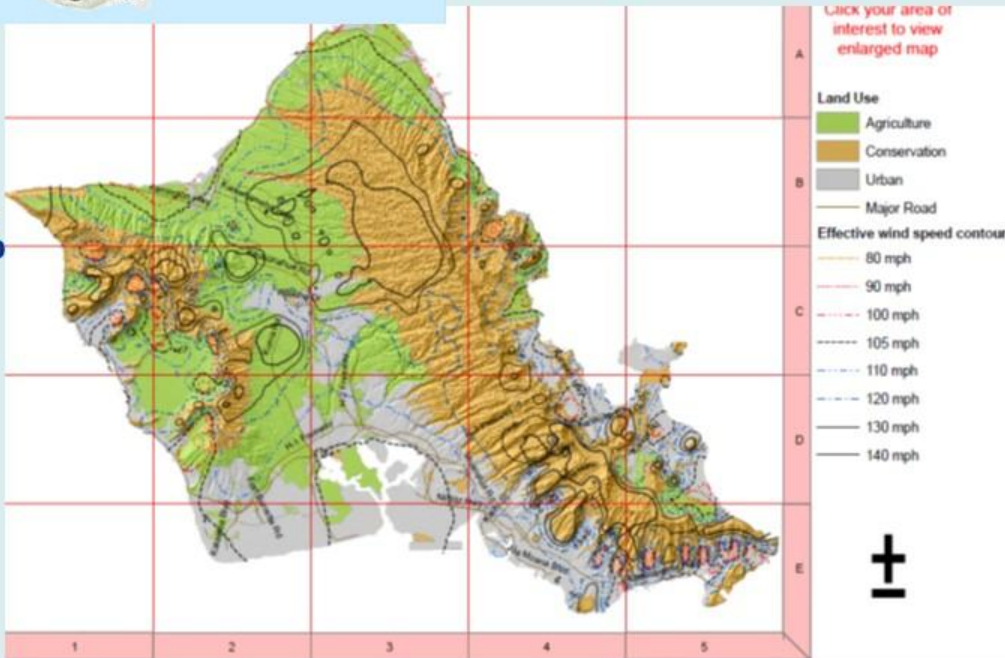 Click your area of
interest to view
enlarged map
Land Use
Agriculture
Conservation
Urban
Major Road
Effective wind speed contour
80 mph
90 mph
100 mph
105 mph
110 mph
120 mph
130 mph
140 mph
A
B
C
D
E
1
2
3
4
5